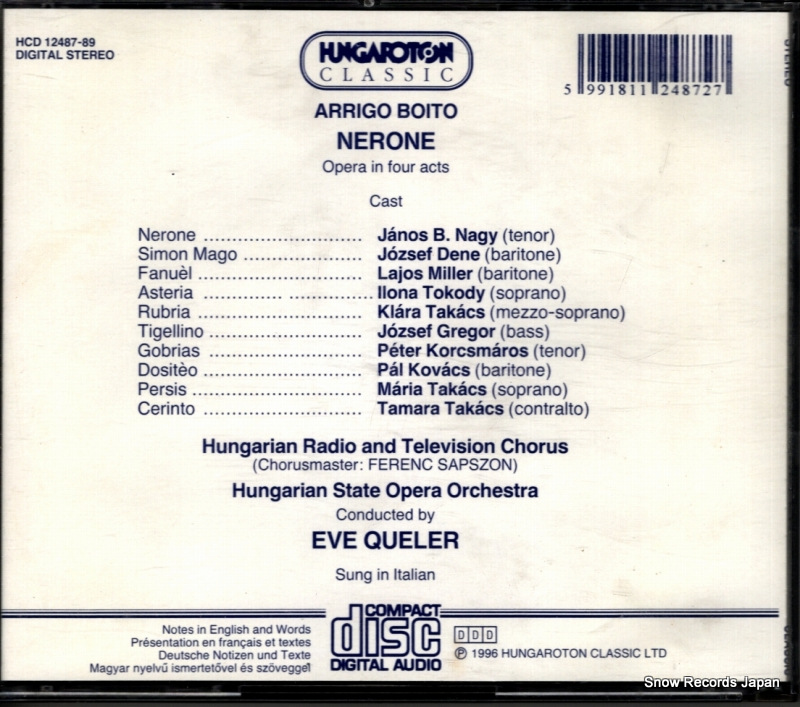 HCD 12487-89
DIGITAL STEREO
HUNGAROTON
CLASSIC
5 991811 248727
ARRIGO BOITO
NERONE
Opera in four acts
Cast
Nerone ............................ János B. Nagy (tenor)
Simon Mago ..................... József Dene (baritone)
Fanuèl ............................. Lajos Miller (baritone)
Asteria .............. ............... Ilona Tokody (soprano)
Rubria .............................. Klára Takács (mezzo-soprano)
Tigellino ........................... József Gregor (bass)
Gobrias ........................... Péter Korcsmáros (tenor)
Dositèo ............................ Pál Kovács (baritone)
Persis .............................. Mária Takács (soprano)
Cerinto ............................ Tamara Takács (contralto)
Hungarian Radio and Television Chorus
(Chorusmaster: FERENC SAPSZON)
Hungarian State Opera Orchestra
Conducted by
EVE QUELER
Sung in Italian
Notes in English and Words
Présentation en français et textes
Deutsche Notizen und Texte
Magyar nyelvű ismertetővel és szöveggel
COMPACT
disc
DIGITAL AUDIO
DDD
℗ 1996 HUNGAROTON CLASSIC LTD
Snow Records Japan